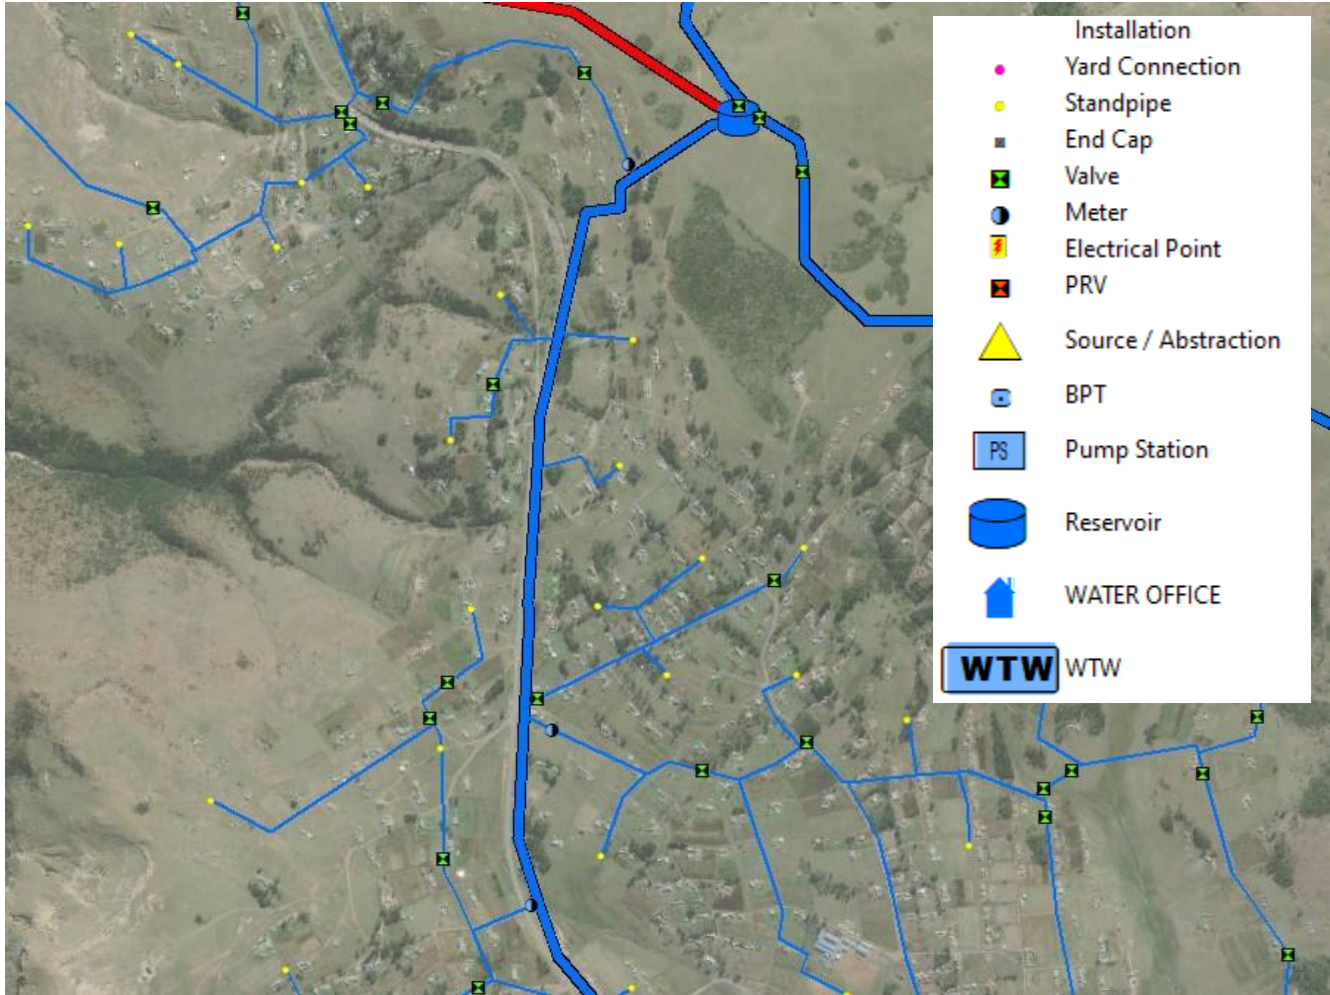 Installation
Yard Connection
Standpipe
End Cap
Valve
Meter
Electrical Point
PRV
Source / Abstraction
BPT
PS Pump Station
Reservoir
WATER OFFICE
WTW WTW